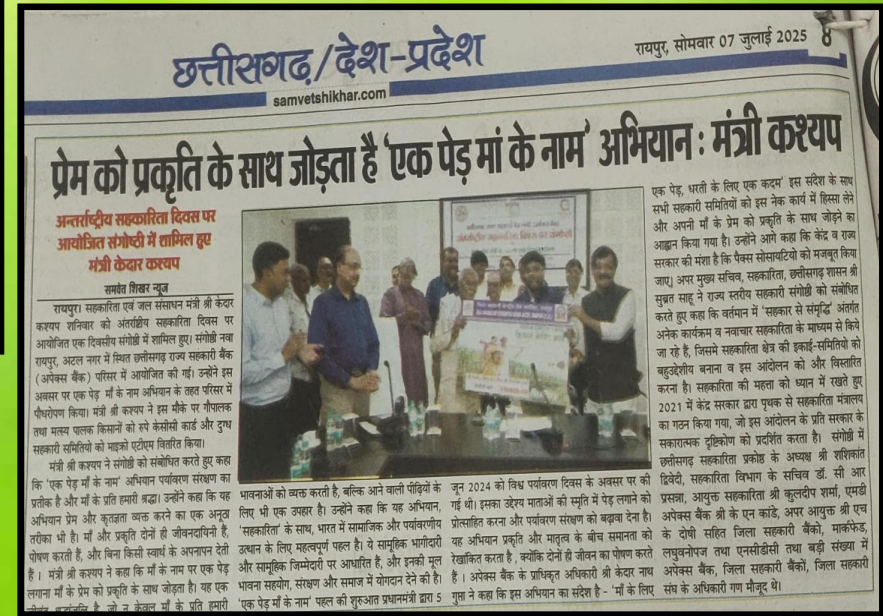 छत्तीसगढ़/देश-प्रदेश
रायपुर, सोमवार 07 जुलाई 2025
8
samvetshikhar.com
प्रेम को प्रकृति के साथ जोड़ता है 'एक पेड़ मां के नाम' अभियान : मंत्री कश्यप
अन्तर्राष्ट्रीय सहकारिता दिवस पर
आयोजित संगोष्ठी में शामिल हुए
मंत्री केदार कश्यप
समवेत शिखर न्यूज
रायपुर। सहकारिता एवं जल संसाधन मंत्री श्री केदार
कश्यप शनिवार को अंतर्राष्ट्रीय सहकारिता दिवस पर
आयोजित एक दिवसीय संगोष्ठी में शामिल हुए। संगोष्ठी नवा
रायपुर, अटल नगर में स्थित छत्तीसगढ़ राज्य सहकारी बैंक
(अपेक्स बैंक) परिसर में आयोजित की गई। उन्होंने इस
अवसर पर एक पेड़ माँ के नाम अभियान के तहत परिसर में
पौधरोपण किया। मंत्री श्री कश्यप ने इस मौके पर गौपालक
तथा मत्स्य पालक किसानों को रुपे केसीसी कार्ड और दुग्ध
सहकारी समितियों को माइक्रो एटीएम वितरित किया।
मंत्री श्री कश्यप ने संगोष्ठी को संबोधित करते हुए कहा
कि 'एक पेड़ माँ के नाम' अभियान पर्यावरण संरक्षण का
प्रतीक है और माँ के प्रति हमारी श्रद्धा। उन्होंने कहा कि यह
अभियान प्रेम और कृतज्ञता व्यक्त करने का एक अनूठा
तरीका भी है। माँ और प्रकृति दोनों ही जीवनदायिनी हैं,
पोषण करती हैं, और बिना किसी स्वार्थ के अपनापन देती
हैं । मंत्री श्री कश्यप ने कहा कि माँ के नाम पर एक पेड़
लगाना माँ के प्रेम को प्रकृति के साथ जोड़ता है। यह एक
है, जो न केवल माँ के प्रति हमारी
भावनाओं को व्यक्त करती है, बल्कि आने वाली पीढ़ियों के
लिए भी एक उपहार है। उन्होंने कहा कि यह अभियान,
'सहकारिता' के साथ, भारत में सामाजिक और पर्यावरणीय
उत्थान के लिए महत्वपूर्ण पहल है। ये सामूहिक भागीदारी
और सामूहिक जिम्मेदारी पर आधारित हैं, और इनकी मूल
भावना सहयोग, संरक्षण और समाज में योगदान देने की है।
'एक पेड़ माँ के नाम' पहल की शुरुआत प्रधानमंत्री द्वारा 5
जून 2024 को विश्व पर्यावरण दिवस के अवसर पर की
गई थी। इसका उद्देश्य माताओं की स्मृति में पेड़ लगाने को
प्रोत्साहित करना और पर्यावरण संरक्षण को बढ़ावा देना है।
यह अभियान प्रकृति और मातृत्व के बीच समानता को
रेखांकित करता है , क्योंकि दोनों ही जीवन का पोषण करते
हैं । अपेक्स बैंक के प्राधिकृत अधिकारी श्री केदार नाथ
गुप्ता ने कहा कि इस अभियान का संदेश है - 'माँ के लिए
एक पेड़, धरती के लिए एक कदम' इस संदेश के साथ
सभी सहकारी समितियों को इस नेक कार्य में हिस्सा लेने
और अपनी माँ के प्रेम को प्रकृति के साथ जोड़ने का
आह्वान किया गया है। उन्होंने आगे कहा कि केंद्र व राज्य
सरकार की मंशा है कि पैक्स सोसायटियो को मजबूत किया
जाए। अपर मुख्य सचिव, सहकारिता, छत्तीसगढ़ शासन श्री
सुब्रत साहू ने राज्य स्तरीय सहकारी संगोष्ठी को संबोधित
करते हुए कहा कि वर्तमान में 'सहकार से समृद्धि' अंतर्गत
अनेक कार्यक्रम व नवाचार सहकारिता के माध्यम से किये
जा रहे हैं, जिसमे सहकारिता क्षेत्र की इकाई-समितियो को
बहुउद्देशीय बनाना व इस आंदोलन को और विस्तारित
करना है। सहकारिता की महत्ता को ध्यान में रखते हुए
2021 में केंद्र सरकार द्वारा पृथक से सहकारिता मंत्रालय
का गठन किया गया, जो इस आंदोलन के प्रति सरकार के
सकारात्मक दृष्टिकोण को प्रदर्शित करता है। संगोष्ठी में
छत्तीसगढ़ सहकारिता प्रकोष्ठ के अध्यक्ष श्री शशिकांत
द्विवेदी, सहकारिता विभाग के सचिव डॉ. सी आर
प्रसन्ना, आयुक्त सहकारिता श्री कुलदीप शर्मा, एमडी
अपेक्स बैंक श्री के एन कांडे, अपर आयुक्त श्री एच
के दोषी सहित जिला सहकारी बैंको, मार्कफेड,
लघुवनोपज तथा एनसीडीसी तथा बड़ी संख्या में
अपेक्स बैंक, जिला सहकारी बैंकों, जिला सहकारी
संघ के अधिकारी गण मौजूद थे।